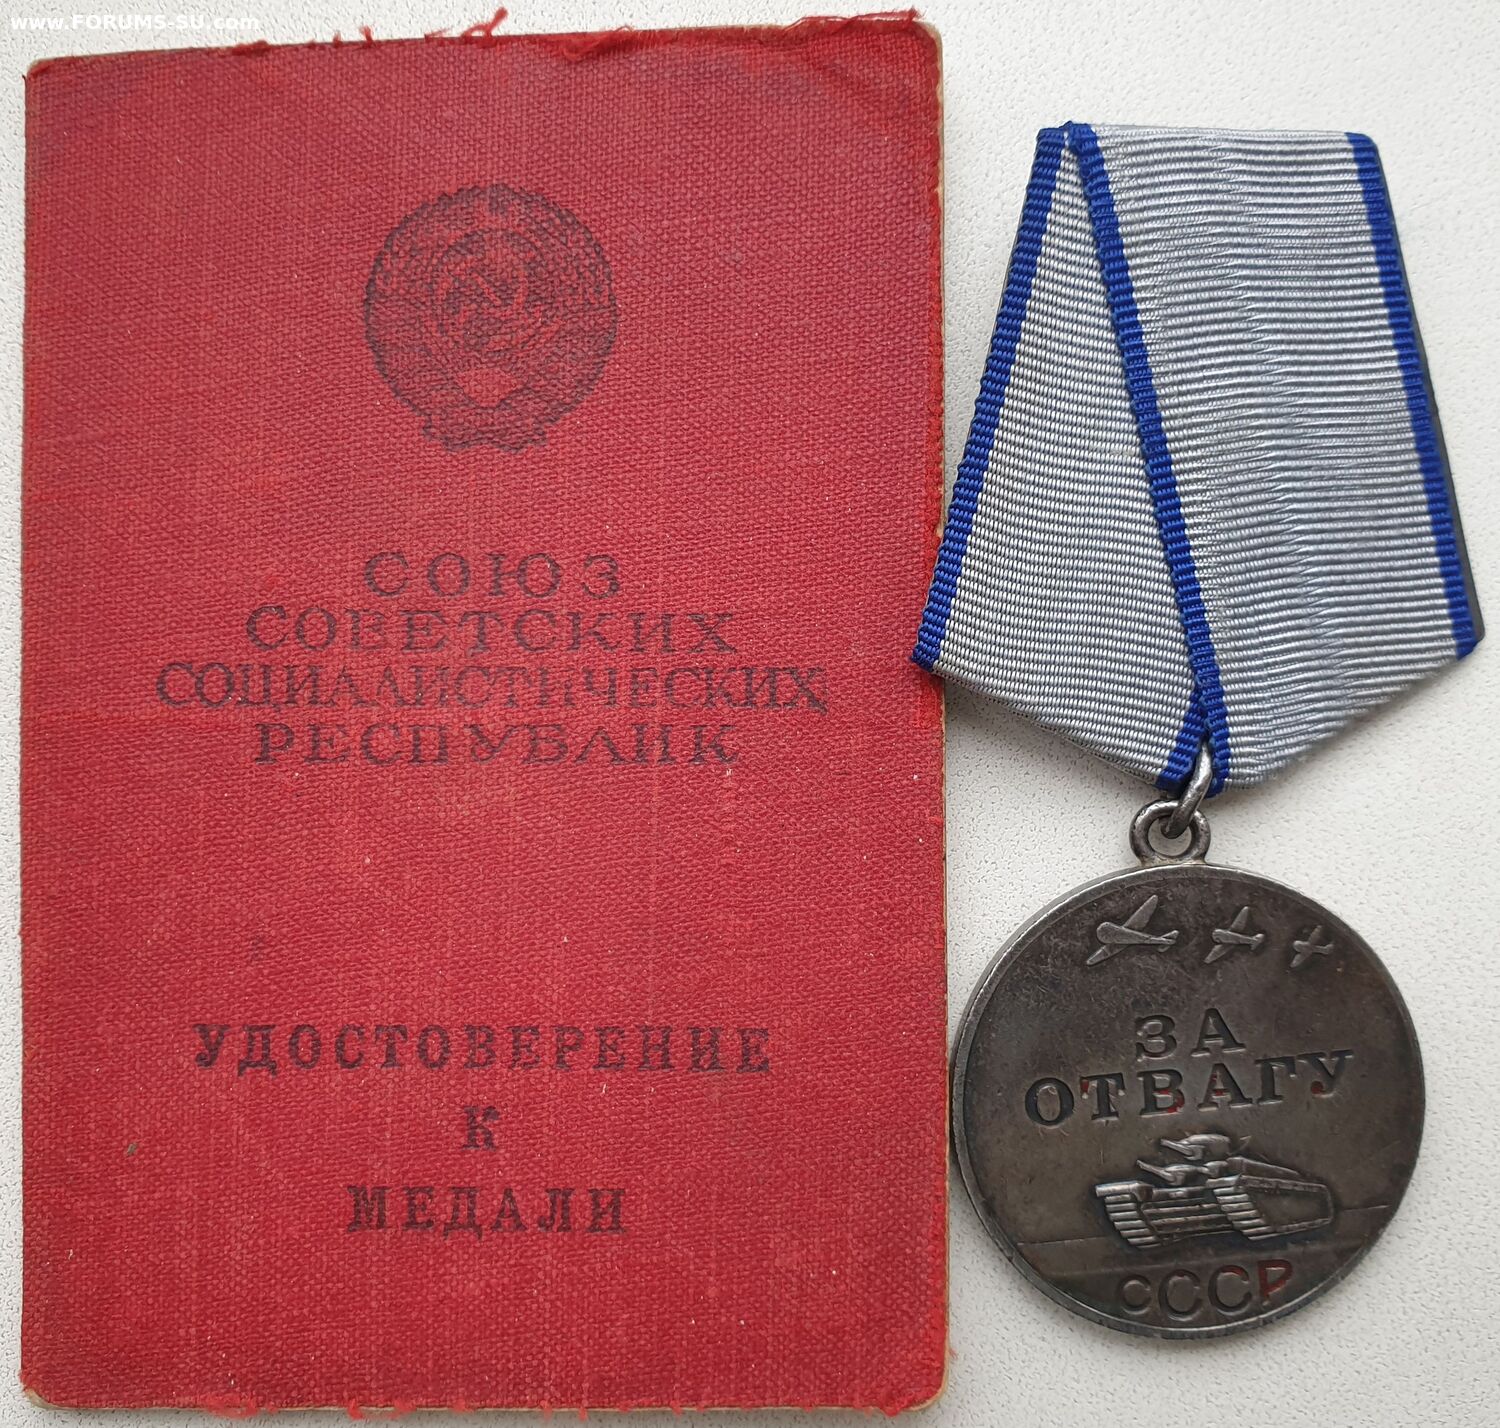 www.FORUMS-SU.com
СОЮЗ
СОВЕТСКИХ
СОЦИАЛИСТИЧЕСКИХ
РЕСПУБЛИК
УДОСТОВЕРЕНИЕ
К
МЕДАЛИ
ЗА
ОТВАГУ
СССР